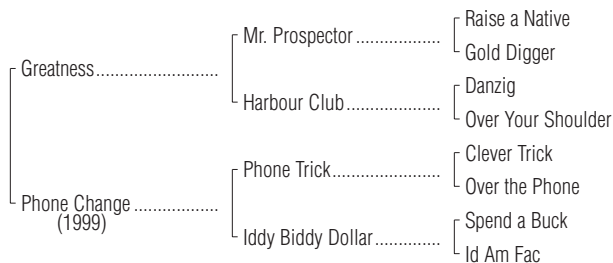 Raise a Native
Mr. Prospector ..................
Gold Digger
Greatness..........................
Danzig
Harbour Club....................
Over Your Shoulder
Clever Trick
Phone Trick.......................
Over the Phone
Phone Change ..................
(1999)
Spend a Buck
Iddy Biddy Dollar..............
Id Am Fac